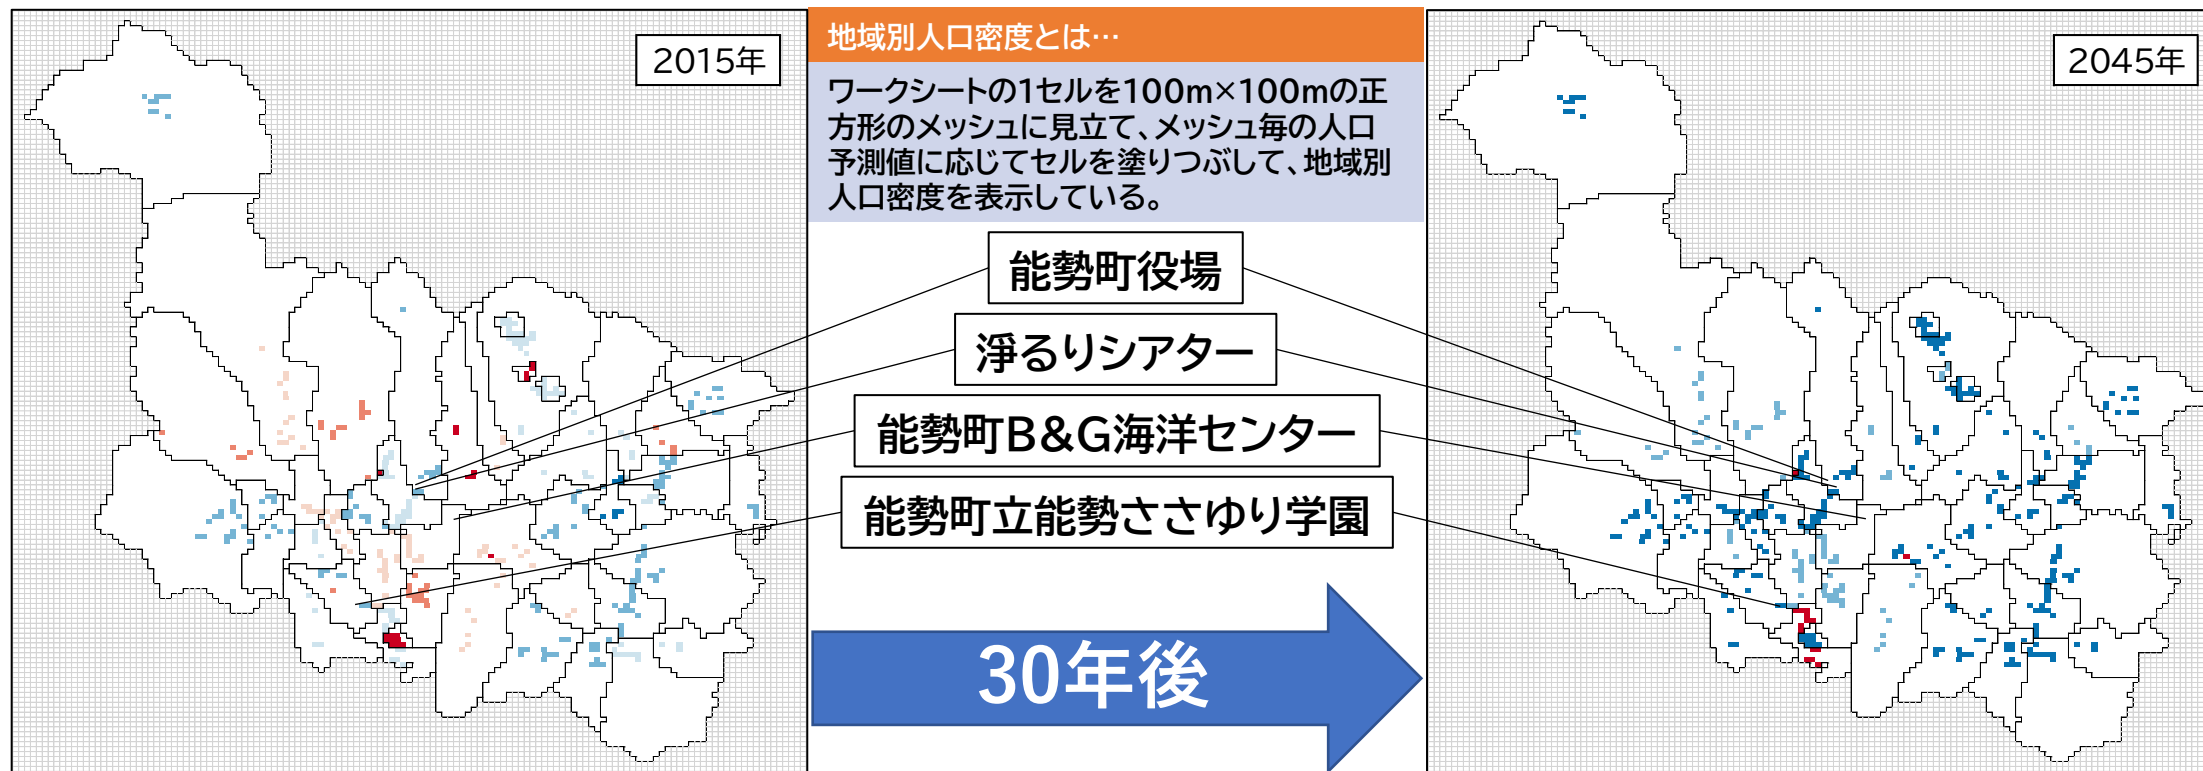 2015年
地域別人口密度とは…
ワークシートの1セルを100m×100mの正
方形のメッシュに見立て、メッシュ毎の人口
予測値に応じてセルを塗りつぶして、地域別
人口密度を表示している。
能勢町役場
淨るりシアター
能勢町B&G海洋センター
能勢町立能勢ささゆり学園
30年後
2045年